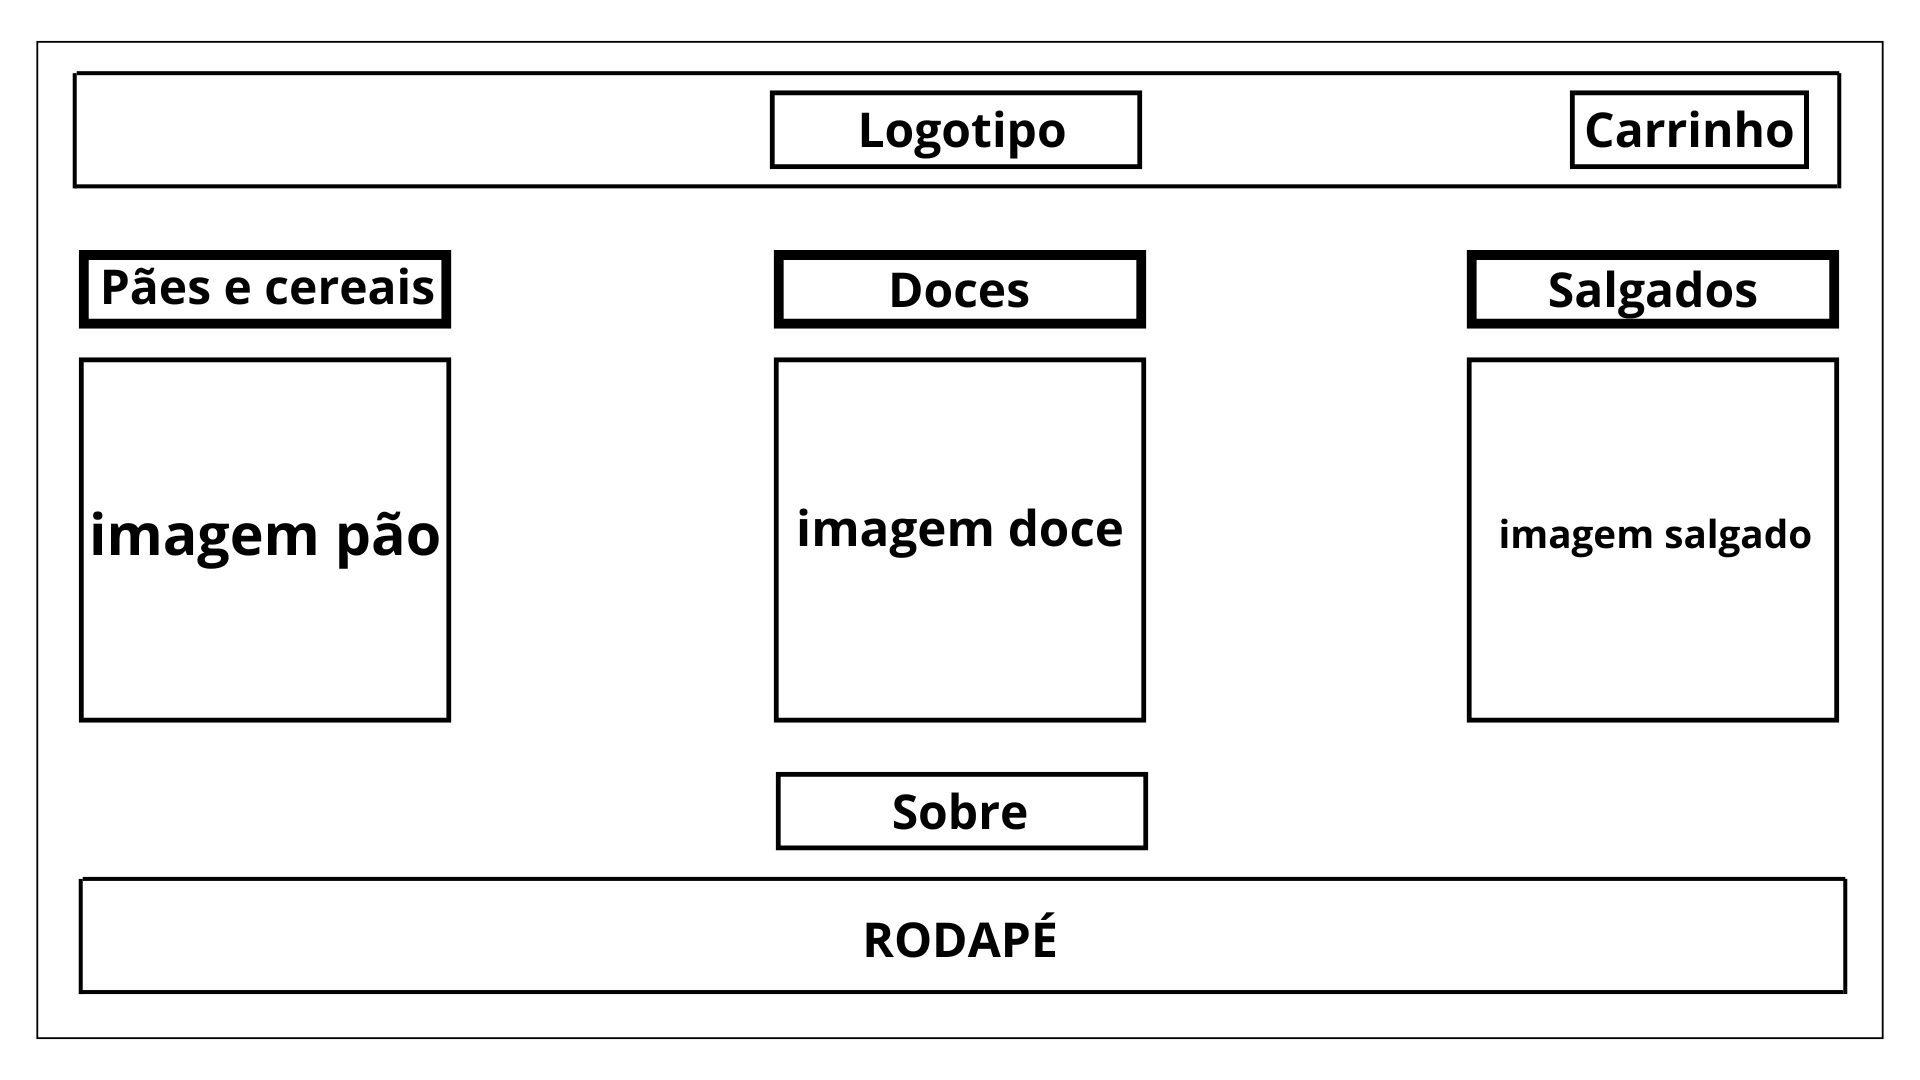 Logotipo
Carrinho
Pães e cereais
Doces
Salgados
imagem pão
imagem doce
imagem salgado
Sobre
RODAPÉ